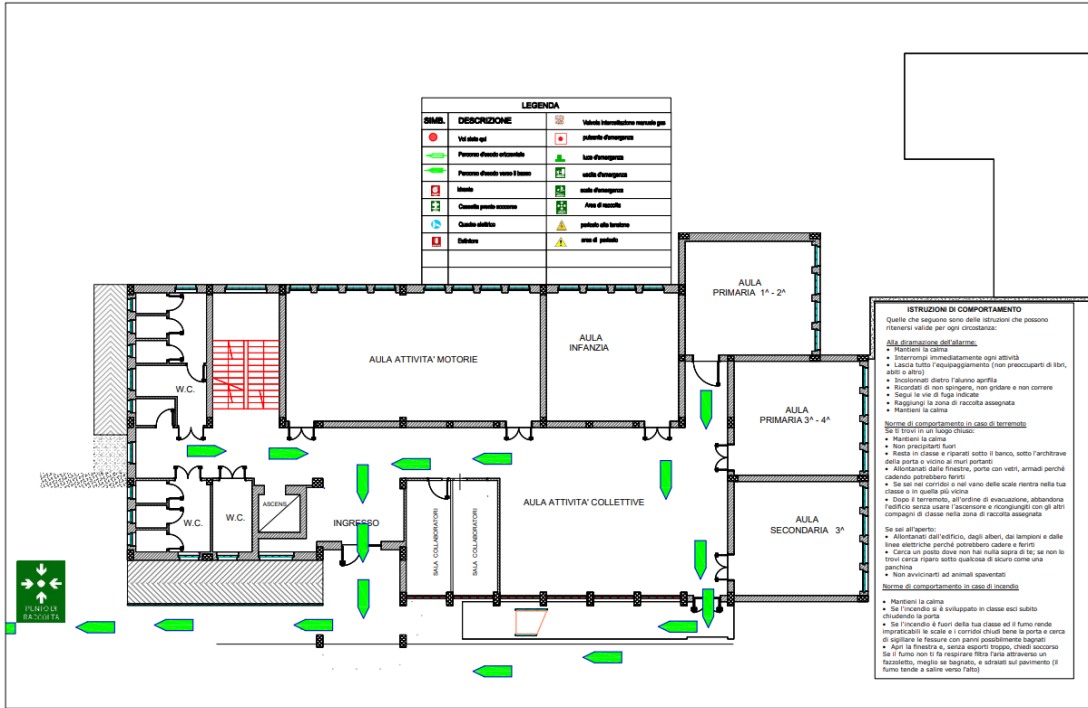 LEGENDA
SIMB. DESCRIZIONE
Valvola intercettazione manuale gas
Voi siete qui
pulsante d'emergenza
Percorso d'esodo orizzontale
luce d'emergenza
Percorso d'esodo verso il basso
uscita d'emergenza
Idrante
scala d'emergenza
Cassetta pronto soccorso
Area di raccolta
Quadro elettrico
pericolo alta tensione
Estintore
area di pericolo
AULA
PRIMARIA 1^ - 2^
AULA ATTIVITA' MOTORIE
AULA
INFANZIA
W.C.
AULA
PRIMARIA 3^ - 4^
W.C.
W.C.
ASCENS.
INGRESSO
SALA COLLABORATORI
SALA COLLABORATORI
AULA ATTIVITA' COLLETTIVE
AULA
SECONDARIA 3^
PUNTO DI
RACCOLTA
ISTRUZIONI DI COMPORTAMENTO
Quelle che seguono sono delle istruzioni che possono
ritenersi valide per ogni circostanza:
Alla diramazione dell'allarme:
• Mantieni la calma
• Interrompi immediatamente ogni attività
• Lascia tutto l'equipaggiamento (non preoccuparti di libri,
abiti o altro)
• Incolonnati dietro l'alunno aprifila
• Ricordati di non spingere, non gridare e non correre
• Segui le vie di fuga indicate
• Raggiungi la zona di raccolta assegnata
• Mantieni la calma
Norme di comportamento in caso di terremoto
Se ti trovi in un luogo chiuso:
• Mantieni la calma
• Non precipitarti fuori
• Resta in classe e riparati sotto il banco, sotto l'architrave
della porta o vicino ai muri portanti
• Allontanati dalle finestre, porte con vetri, armadi perché
cadendo potrebbero ferirti
• Se sei nei corridoi o nel vano delle scale rientra nella tua
classe o in quella più vicina
• Dopo il terremoto, all'ordine di evacuazione, abbandona
l'edificio senza usare l'ascensore e ricongiungiti con gli altri
compagni di classe nella zona di raccolta assegnata
Se sei all'aperto:
• Allontanati dall'edificio, dagli alberi, dai lampioni e dalle
linee elettriche perché potrebbero cadere e ferirti
• Cerca un posto dove non hai nulla sopra di te; se non lo
trovi cerca riparo sotto qualcosa di sicuro come una
panchina
• Non avvicinarti ad animali spaventati
Norme di comportamento in caso di incendio
• Mantieni la calma
• Se l'incendio si è sviluppato in classe esci subito
chiudendo la porta
• Se l'incendio è fuori della tua classe ed il fumo rende
impraticabili le scale e i corridoi chiudi bene la porta e cerca
di sigillare le fessure con panni possibilmente bagnati
• Apri la finestra e, senza esporti troppo, chiedi soccorso
Se il fumo non ti fa respirare filtra l'aria attraverso un
fazzoletto, meglio se bagnato, e sdraiati sul pavimento (il
fumo tende a salire verso l'alto)